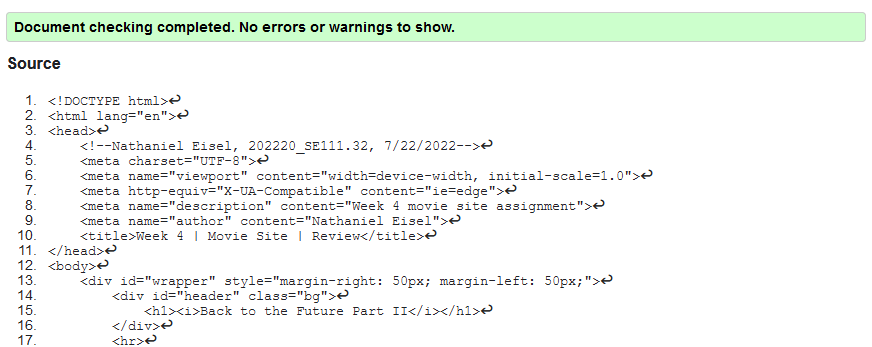 Document checking completed. No errors or warnings to show.
Source
1. <!DOCTYPE html>↩
2. <html lang="en">↩
3. <head>↩
4.     <!--Nathaniel Eisel, 202220_SE111.32, 7/22/2022-->↩
5.     <meta charset="UTF-8">↩
6.     <meta name="viewport" content="width=device-width, initial-scale=1.0">↩
7.     <meta http-equiv="X-UA-Compatible" content="ie=edge">↩
8.     <meta name="description" content="Week 4 movie site assignment">↩
9.     <meta name="author" content="Nathaniel Eisel">↩
10.     <title>Week 4 | Movie Site | Review</title>↩
11. </head>↩
12. <body>↩
13.     <div id="wrapper" style="margin-right: 50px; margin-left: 50px;">↩
14.         <div id="header" class="bg">↩
15.             <h1><i>Back to the Future Part II</i></h1>↩
16.         </div>↩
17.         <hr>↩